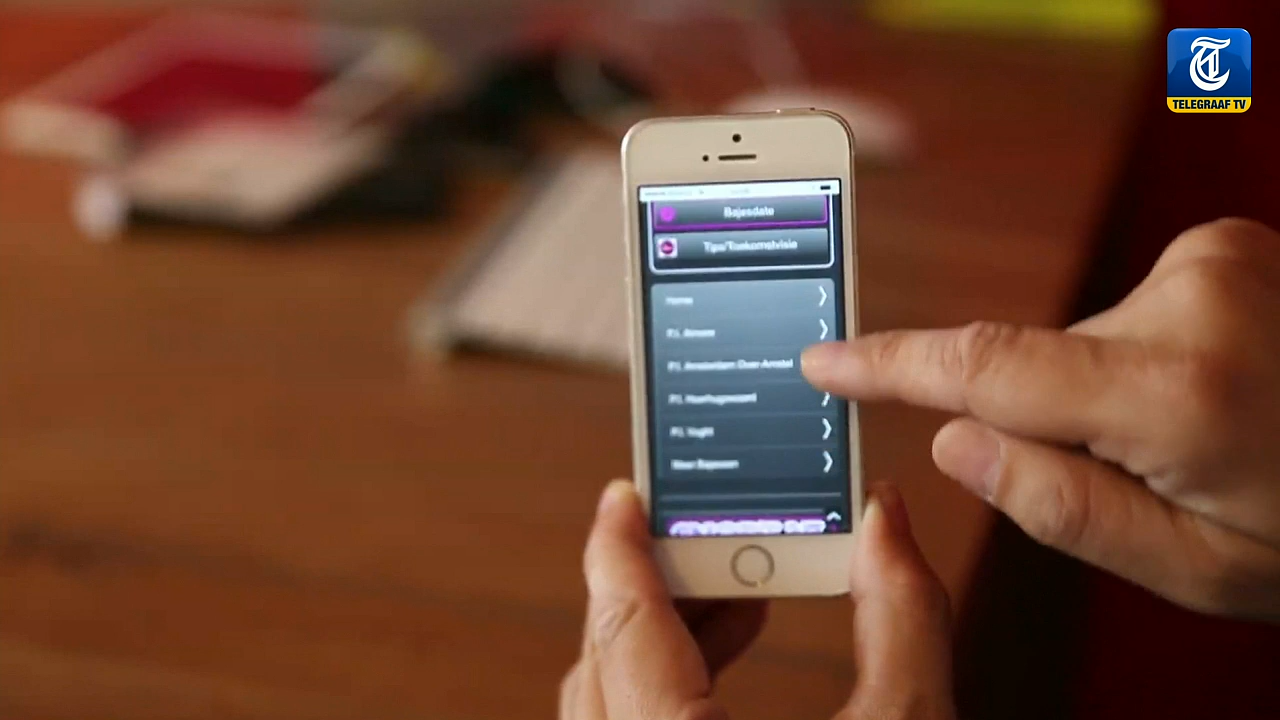 TELEGRAAF TV
Bajesdate
Tips/Toekomstvisie
Home
P.I. Almere
P.I. Amsterdam Over-Amstel
P.I. Heerhugowaard
P.I. Vught
Meer Bajessen